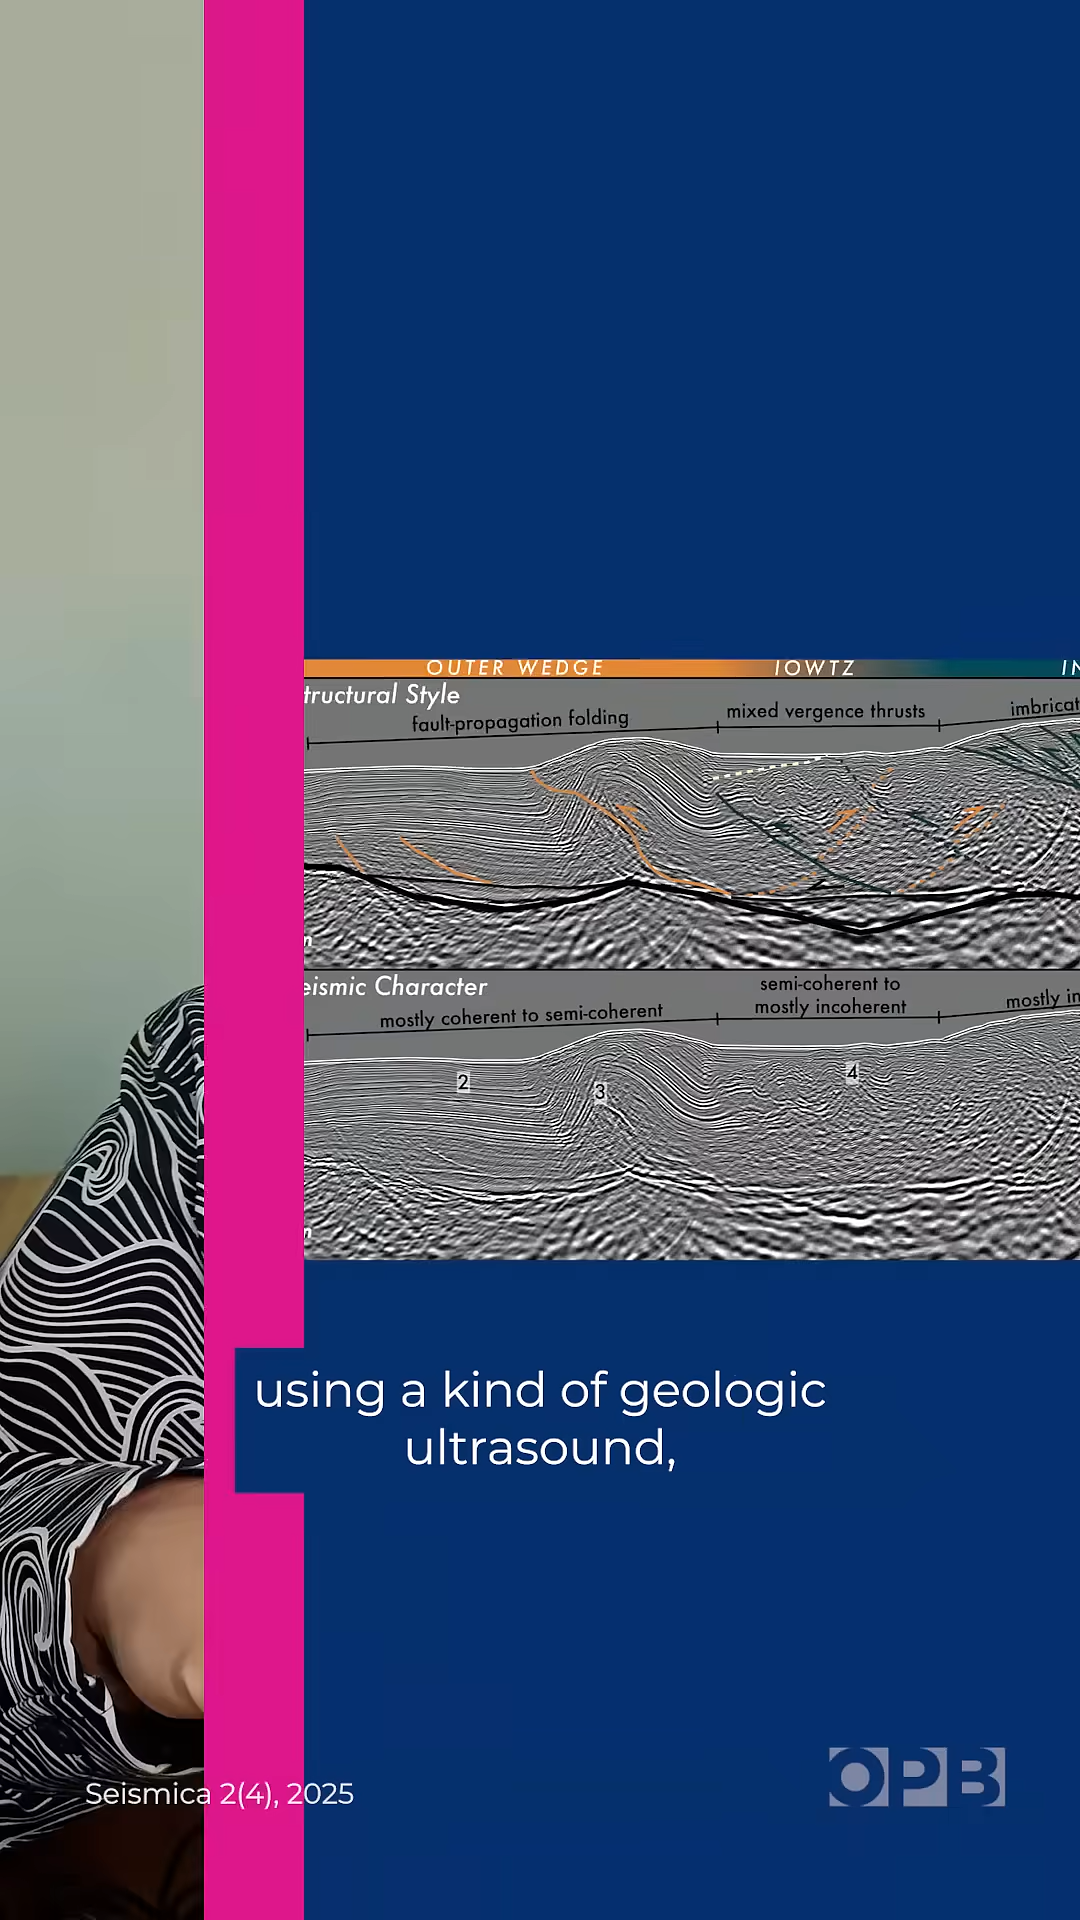 OUTER WEDGE IOWTZ IN
tructural Style
fault-propagation folding
mixed vergence thrusts
imbricat
n
eismic Character
mostly coherent to semi-coherent
semi-coherent to
mostly incoherent
mostly in
2
3
4
n
using a kind of geologic
ultrasound,
Seismica 2(4), 2025
OPB